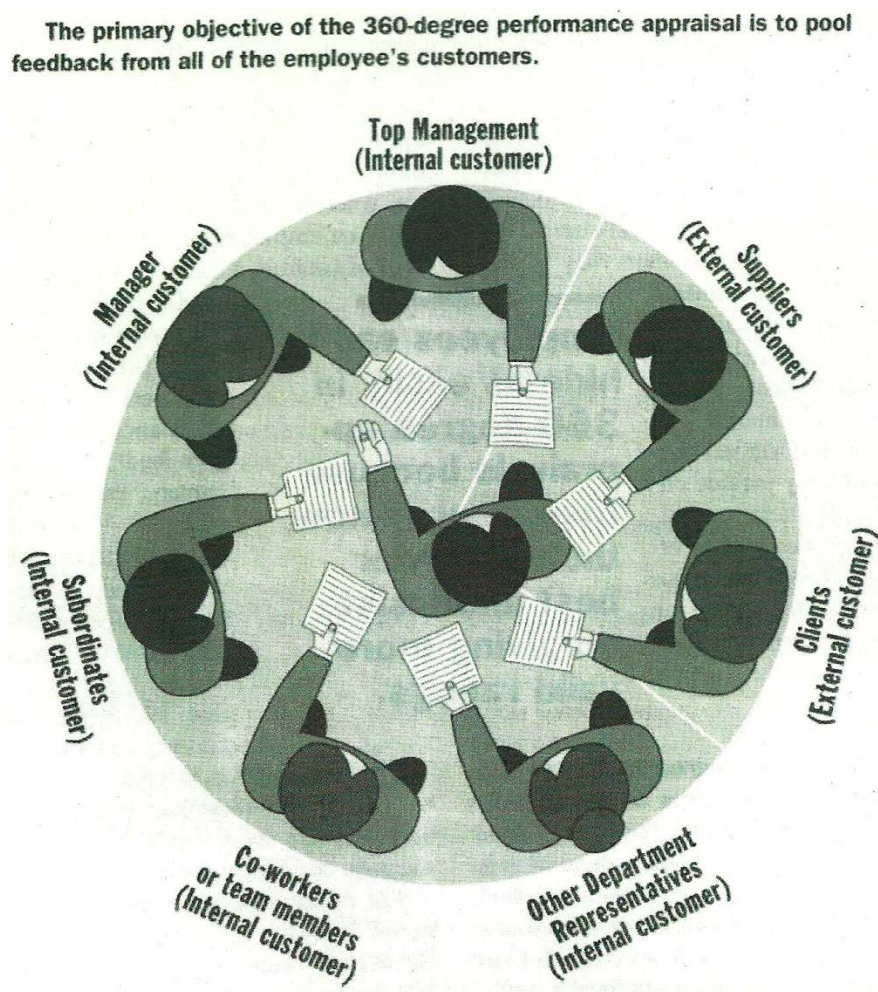 The primary objective of the 360-degree performance appraisal is to pool
feedback from all of the employee's customers.
Top Management
(Internal customer)
Suppliers
(External customer)
Clients
(External customer)
Other Department
Representatives
(Internal customer)
Co-workers
or team members
(Internal customer)
Subordinates
(Internal customer)
Manager
(Internal customer)